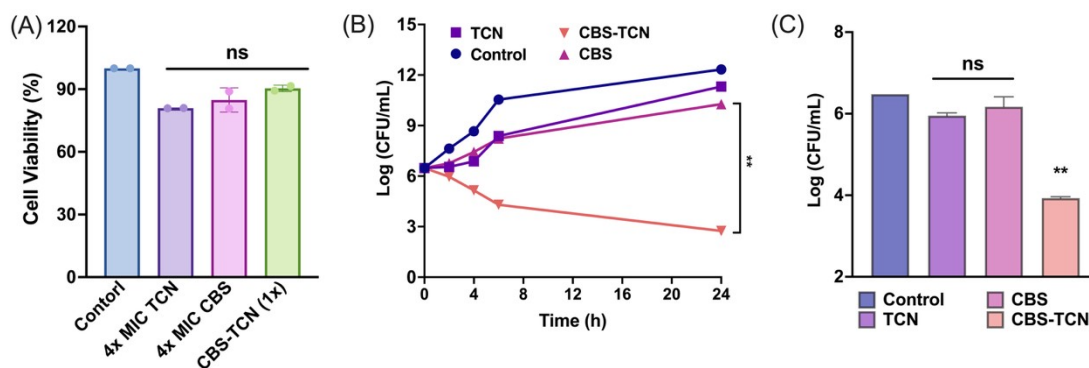 (A)
Cell Viability (%)
120
90
60
30
0
ns
Contorl
4x MIC TCN
4x MIC CBS
CBS-TCN (1x)
(B)
TCN
CBS-TCN
Control
CBS
Log (CFU/mL)
15
12
9
6
3
0
0 4 8 12 16 20 24
Time (h)
**
(C)
Log (CFU/mL)
8
6
4
2
ns
**
Control
CBS
TCN
CBS-TCN